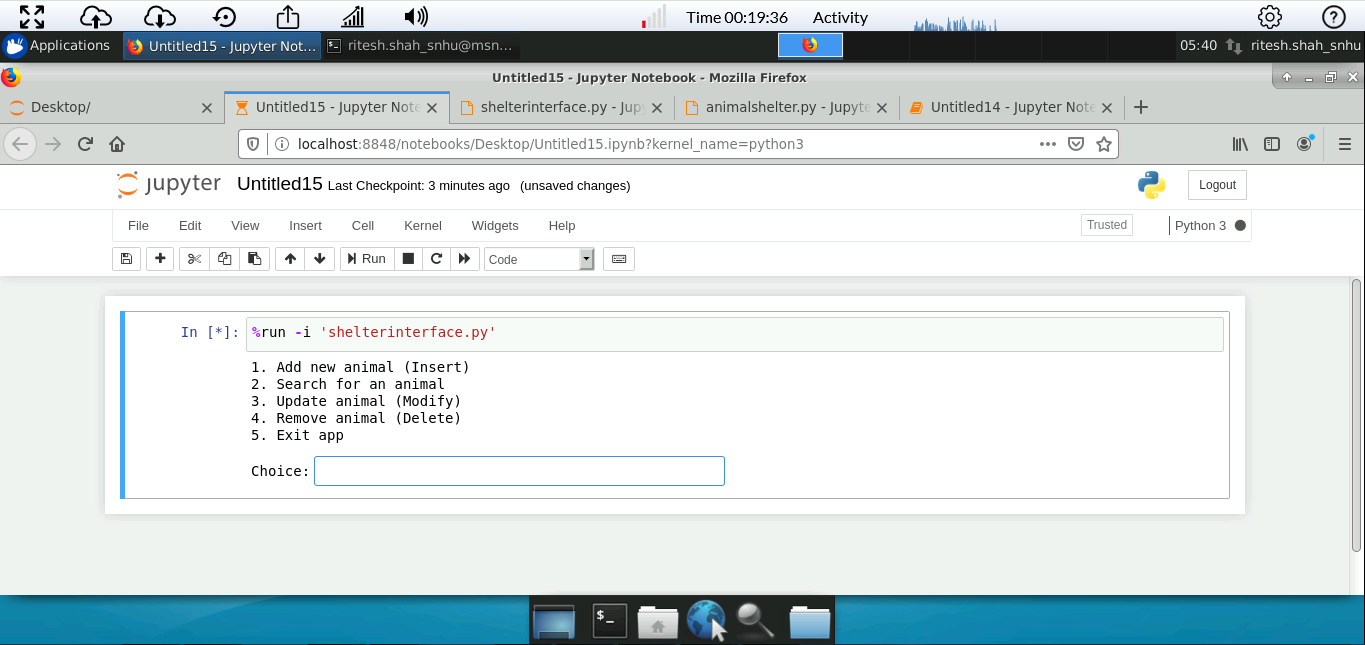 Time 00:19:36 Activity
Applications Untitled15 - Jupyter Not... ritesh.shah_snhu@msn... 05:40 ritesh.shah_snhu
Untitled15 - Jupyter Notebook - Mozilla Firefox
Desktop/ Untitled15 - Jupyter Note shelterinterface.py - Jupy animalshelter.py - Jupyte Untitled14 - Jupyter Note
localhost:8848/notebooks/Desktop/Untitled15.ipynb?kernel_name=python3
jupyter Untitled15 Last Checkpoint: 3 minutes ago (unsaved changes) Logout
File Edit View Insert Cell Kernel Widgets Help Trusted Python 3
Run Code
In [*]: %run -i 'shelterinterface.py'
1. Add new animal (Insert)
2. Search for an animal
3. Update animal (Modify)
4. Remove animal (Delete)
5. Exit app
Choice:
$_